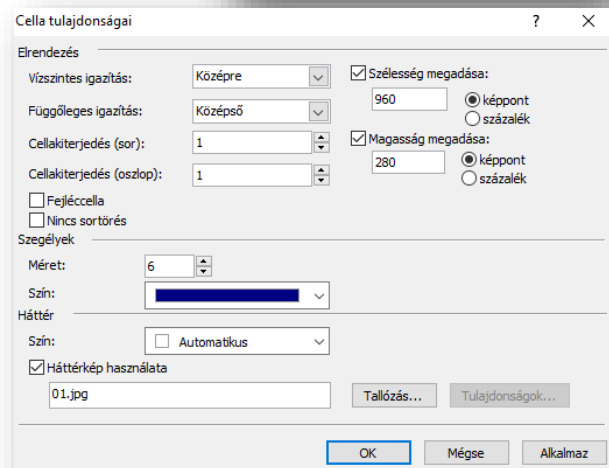 Cella tulajdonságai
Elrendezés
Vízszintes igazítás: Középre
Szélesség megadása:
960 képpont
százalék
Függőleges igazítás: Középső
Magasság megadása:
280 képpont
százalék
Cellakiterjedés (sor): 1
Cellakiterjedés (oszlop): 1
Fejléccella
Nincs sortörés
Szegélyek
Méret: 6
Szín:
Háttér
Szín: Automatikus
Háttérkép használata
01.jpg Tallózás... Tulajdonságok...
OK Mégse Alkalmaz